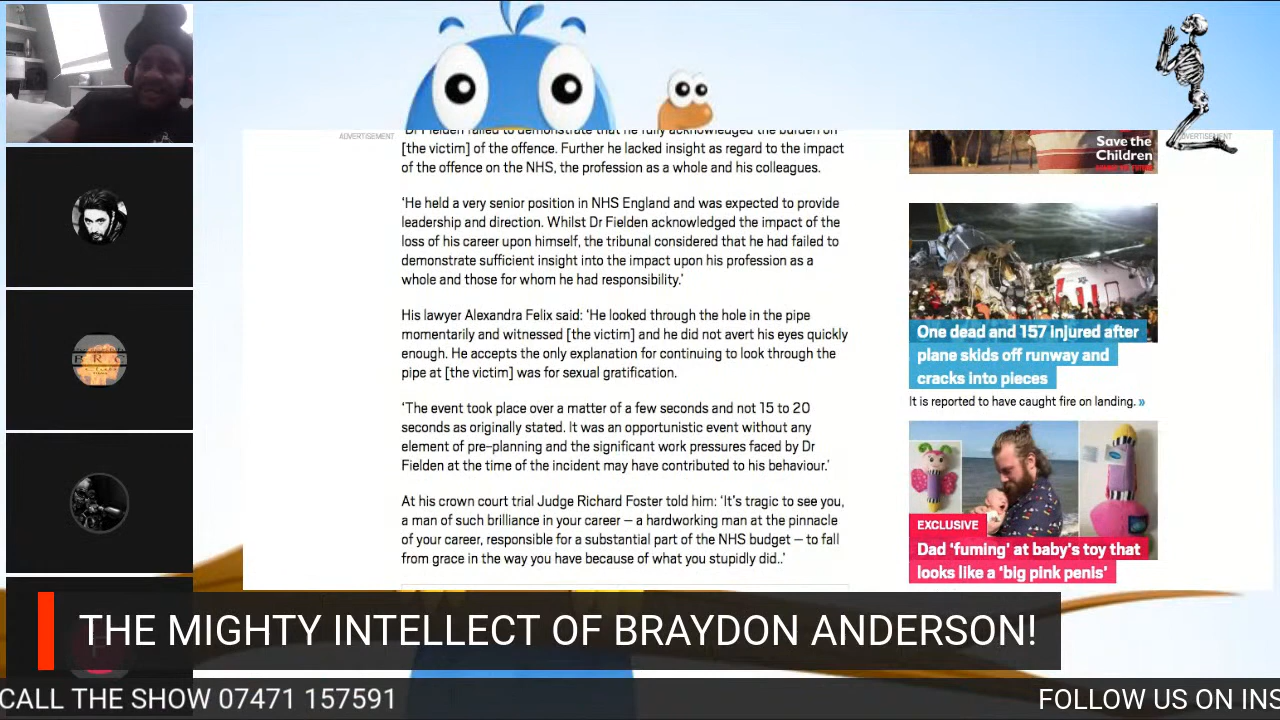 ADVERTISEMENT
'Dr Fielden failed to demonstrate that he fully acknowledged the burden on
[the victim] of the offence. Further he lacked insight as regard to the impact
of the offence on the NHS, the profession as a whole and his colleagues.
'He held a very senior position in NHS England and was expected to provide
leadership and direction. Whilst Dr Fielden acknowledged the impact of the
loss of his career upon himself, the tribunal considered that he had failed to
demonstrate sufficient insight into the impact upon his profession as a
whole and those for whom he had responsibility.'
His lawyer Alexandra Felix said: 'He looked through the hole in the pipe
momentarily and witnessed [the victim] and he did not avert his eyes quickly
enough. He accepts the only explanation for continuing to look through the
pipe at [the victim] was for sexual gratification.
'The event took place over a matter of a few seconds and not 15 to 20
seconds as originally stated. It was an opportunistic event without any
element of pre-planning and the significant work pressures faced by Dr
Fielden at the time of the incident may have contributed to his behaviour.'
At his crown court trial Judge Richard Foster told him: 'It's tragic to see you,
a man of such brilliance in your career – a hardworking man at the pinnacle
of your career, responsible for a substantial part of the NHS budget – to fall
from grace in the way you have because of what you stupidly did..'
ADVERTISEMENT
Save the
Children
One dead and 157 injured after
plane skids off runway and
cracks into pieces
It is reported to have caught fire on landing. »
EXCLUSIVE
Dad 'fuming' at baby's toy that
looks like a 'big pink penis'
B R C
THE MIGHTY INTELLECT OF BRAYDON ANDERSON!
CALL THE SHOW 07471 157591
FOLLOW US ON INS